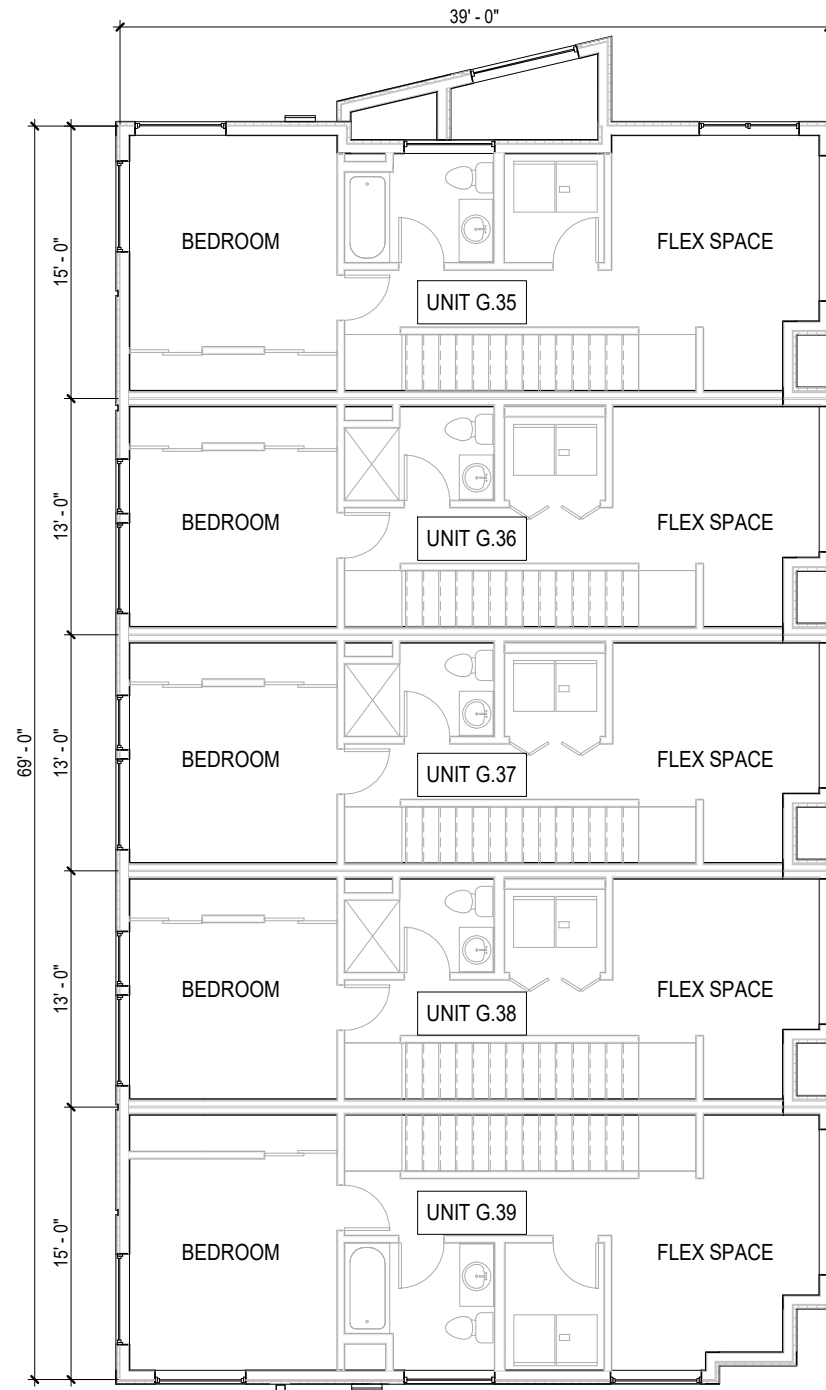 39' - 0"
BEDROOM
FLEX SPACE
15' - 0"
UNIT G.35
BEDROOM
FLEX SPACE
13' - 0"
UNIT G.36
BEDROOM
FLEX SPACE
69' - 0"
13' - 0"
UNIT G.37
BEDROOM
FLEX SPACE
13' - 0"
UNIT G.38
UNIT G.39
BEDROOM
FLEX SPACE
15' - 0"